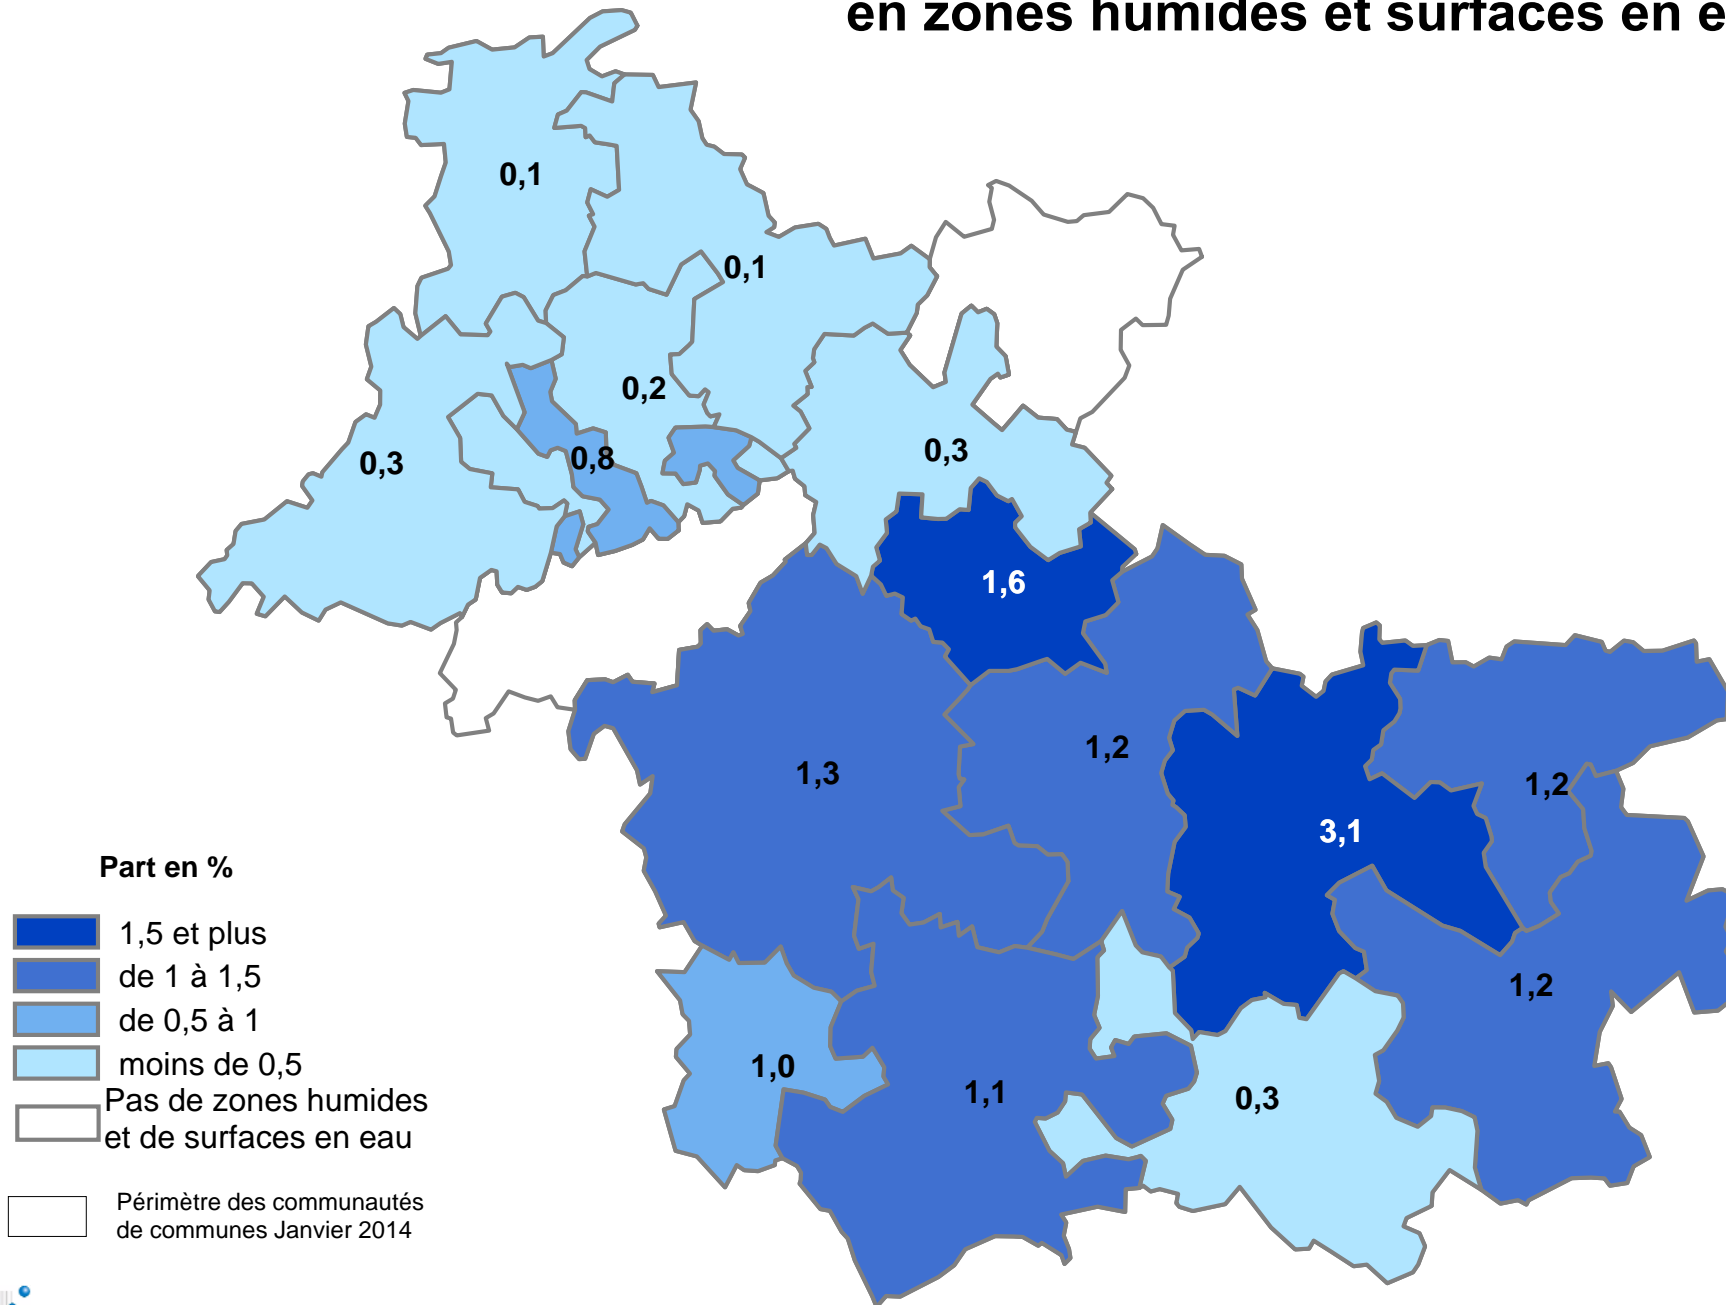 en zones humides et surfaces en e
0,1
0,1
0,2
0,3
0,8
0,3
1,6
1,3
1,2
1,2
3,1
1,2
1,0
1,1
0,3
Part en %
1,5 et plus
de 1 à 1,5
de 0,5 à 1
moins de 0,5
Pas de zones humides
et de surfaces en eau
Périmètre des communautés
de communes Janvier 2014